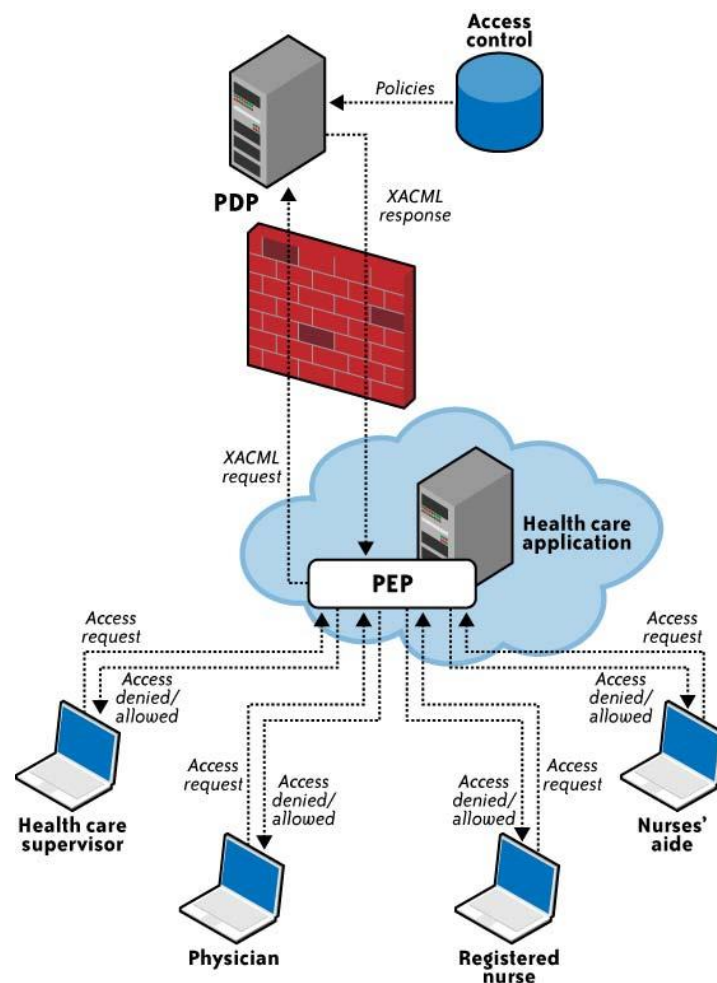 Access
control
Policies
PDP
XACML
response
XACML
request
Health care
application
PEP
Access
request
Access
denied/
allowed
Health care
supervisor
Access
request
Access
denied/
allowed
Physician
Access
denied/
allowed
Access
request
Registered
nurse
Access
request
Access
denied/
allowed
Nurses'
aide